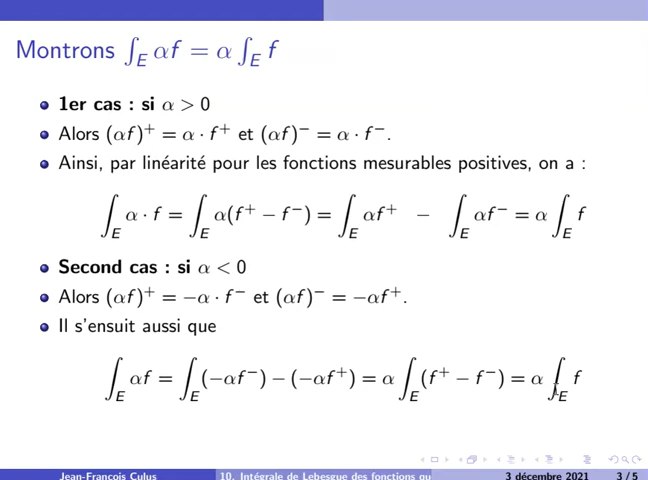 Montrons ∫_E αf = α ∫_E f
1er cas : si α > 0
Alors (αf)⁺ = α · f⁺ et (αf)⁻ = α · f⁻.
Ainsi, par linéarité pour les fonctions mesurables positives, on a :
∫_E α · f = ∫_E α(f⁺ − f⁻) = ∫_E αf⁺ − ∫_E αf⁻ = α ∫_E f
Second cas : si α < 0
Alors (αf)⁺ = −α · f⁻ et (αf)⁻ = −αf⁺.
Il s'ensuit aussi que
∫_E αf = ∫_E (−αf⁻) − (−αf⁺) = α ∫_E (f⁺ − f⁻) = α ∫_E f
Jean-François Culus 10. Intégrale de Lebesgue des fonctions qu 3 décembre 2021 3 / 5